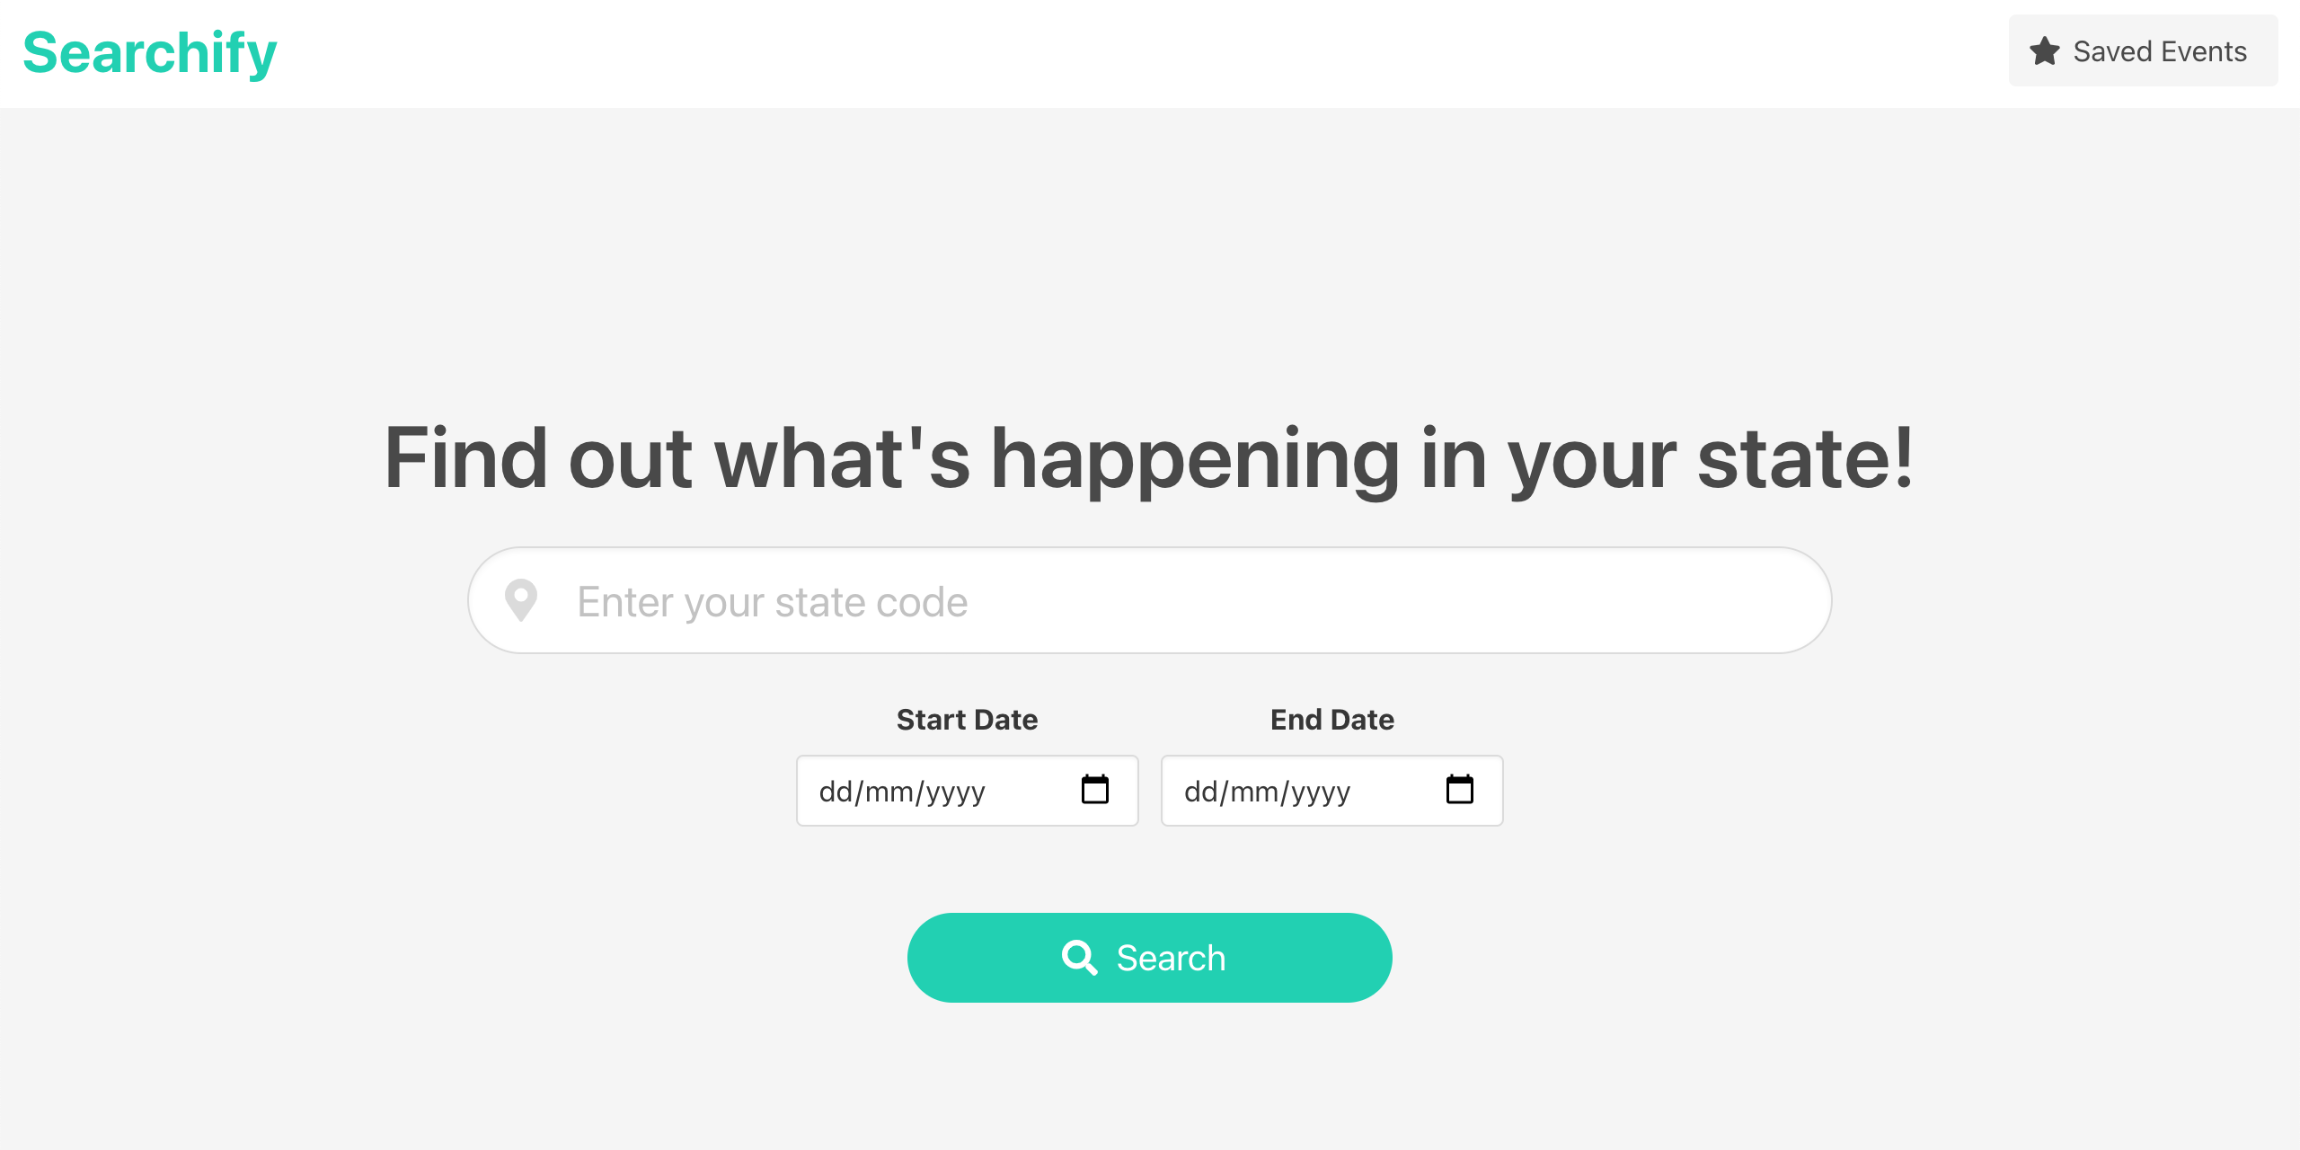 Searchify
Saved Events
Find out what's happening in your state!
Enter your state code
Start Date
End Date
dd/mm/yyyy
dd/mm/yyyy
Search